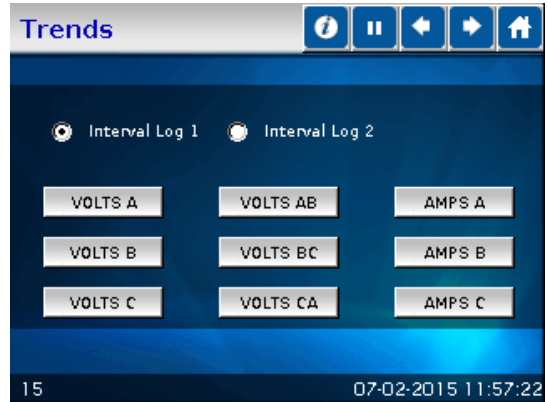 Trends
Interval Log 1 Interval Log 2
VOLTS A VOLTS AB AMPS A
VOLTS B VOLTS BC AMPS B
VOLTS C VOLTS CA AMPS C
15 07-02-2015 11:57:22